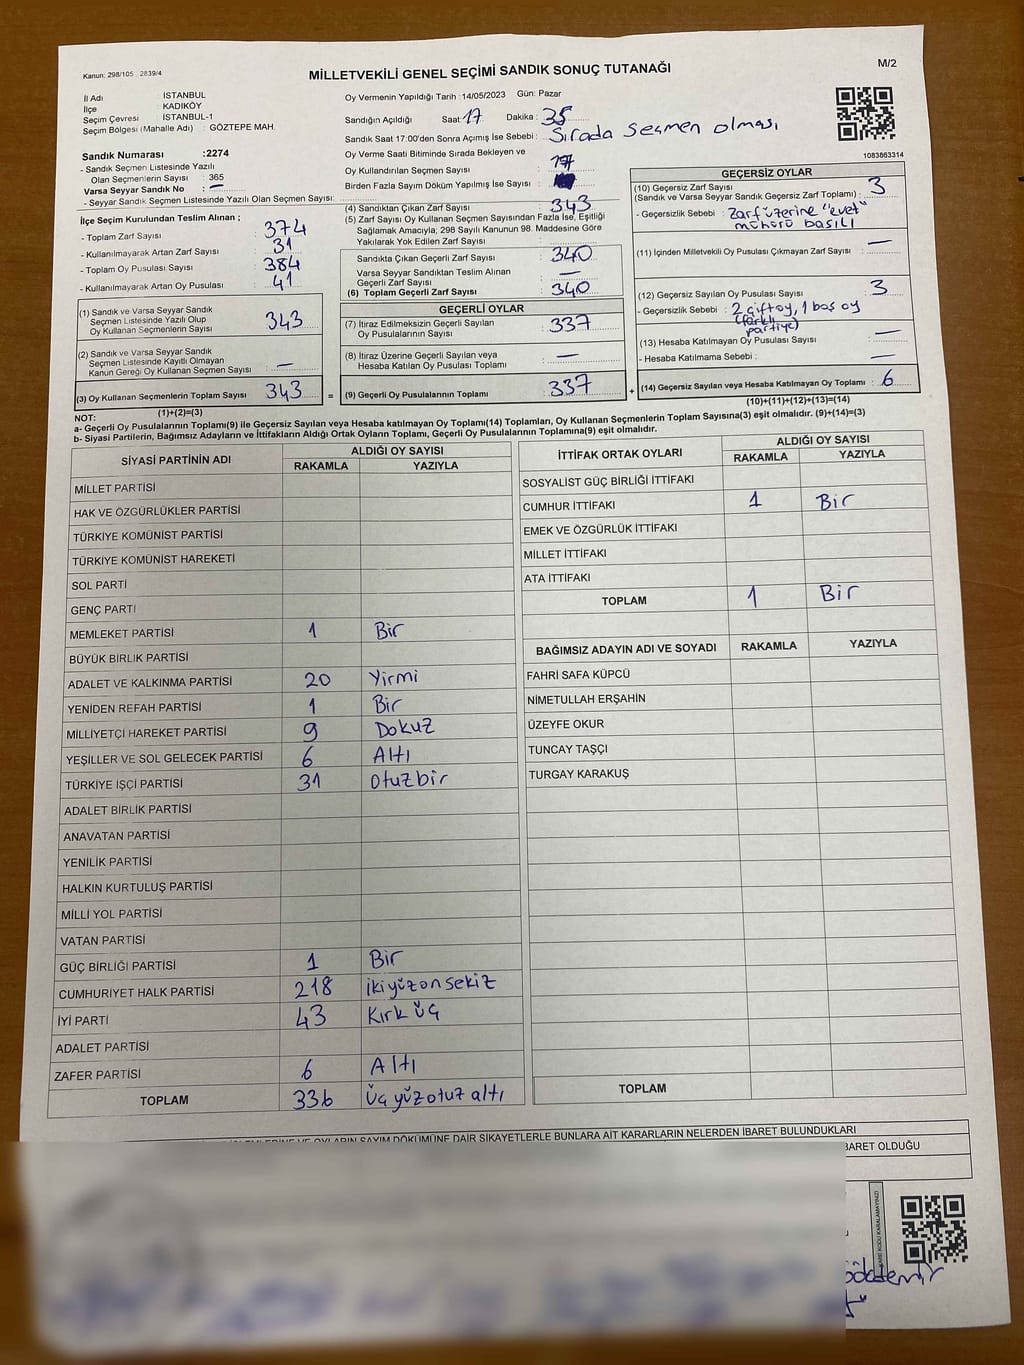 Kanun: 298/105 . 2839/4
MİLLETVEKİLİ GENEL SEÇİMİ SANDIK SONUÇ TUTANAĞI
M/2
İl Adı : İSTANBUL
İlçe : KADIKÖY
Seçim Çevresi : İSTANBUL-1
Seçim Bölgesi (Mahalle Adı) : GÖZTEPE MAH.
Oy Vermenin Yapıldığı Tarih :14/05/2023 Gün: Pazar
Sandığın Açıldığı Saat: 17 Dakika : 35
Sandık Saat 17:00'den Sonra Açımış İse Sebebi : Sırada seçmen olması
Oy Verme Saati Bitiminde Sırada Bekleyen ve
Oy Kullandırılan Seçmen Sayısı :
Birden Fazla Sayım Döküm Yapılmış İse Sayısı :
1083863314
Sandık Numarası :2274
- Sandık Seçmen Listesinde Yazılı
Olan Seçmenlerin Sayısı : 365
Varsa Seyyar Sandık No : —
- Seyyar Sandık Seçmen Listesinde Yazılı Olan Seçmen Sayısı:
İlçe Seçim Kurulundan Teslim Alınan ;
- Toplam Zarf Sayısı : 374
- Kullanılmayarak Artan Zarf Sayısı : 31
- Toplam Oy Pusulası Sayısı : 384
- Kullanılmayarak Artan Oy Pusulası : 41
(1) Sandık ve Varsa Seyyar Sandık
Seçmen Listesinde Yazılı Olup
Oy Kullanan Seçmenlerin Sayısı : 343
(2) Sandık ve Varsa Seyyar Sandık
Seçmen Listesinde Kayıtlı Olmayan
Kanun Gereği Oy Kullanan Seçmen Sayısı : —
(3) Oy Kullanan Seçmenlerin Toplam Sayısı : 343
(1)+(2)=(3)
(4) Sandıktan Çıkan Zarf Sayısı : 343
(5) Zarf Sayısı Oy Kullanan Seçmen Sayısından Fazla İse, Eşitliği
Sağlamak Amacıyla; 298 Sayılı Kanunun 98. Maddesine Göre
Yakılarak Yok Edilen Zarf Sayısı :
Sandıkta Çıkan Geçerli Zarf Sayısı : 340
Varsa Seyyar Sandıktan Teslim Alınan
Geçerli Zarf Sayısı : —
(6) Toplam Geçerli Zarf Sayısı : 340
GEÇERLİ OYLAR
(7) İtiraz Edilmeksizin Geçerli Sayılan
Oy Pusulalarının Sayısı : 337
(8) İtiraz Üzerine Geçerli Sayılan veya
Hesaba Katılan Oy Pusulası Toplamı : —
= (9) Geçerli Oy Pusulalarının Toplamı : 337 +
GEÇERSİZ OYLAR
(10) Geçersiz Zarf Sayısı
(Sandık ve Varsa Seyyar Sandık Geçersiz Zarf Toplamı) : 3
- Geçersizlik Sebebi : Zarf üzerine "evet"
mührü basılı
(11) İçinden Milletvekili Oy Pusulası Çıkmayan Zarf Sayısı : —
(12) Geçersiz Sayılan Oy Pusulası Sayısı : 3
- Geçersizlik Sebebi : 2 çift oy, 1 boş oy
(farklı
partiye)
(13) Hesaba Katılmayan Oy Pusulası Sayısı : —
- Hesaba Katılmama Sebebi : —
(14) Geçersiz Sayılan veya Hesaba Katılmayan Oy Toplamı : 6
(10)+(11)+(12)+(13)=(14)
NOT:
a- Geçerli Oy Pusulalarının Toplamı(9) ile Geçersiz Sayılan veya Hesaba katılmayan Oy Toplamı(14) Toplamları, Oy Kullanan Seçmenlerin Toplam Sayısına(3) eşit olmalıdır. (9)+(14)=(3)
b- Siyasi Partilerin, Bağımsız Adayların ve İttifakların Aldığı Ortak Oyların Toplamı, Geçerli Oy Pusulalarının Toplamına(9) eşit olmalıdır.
SİYASİ PARTİNİN ADI ALDIĞI OY SAYISI
RAKAMLA YAZIYLA
MİLLET PARTİSİ
HAK VE ÖZGÜRLÜKLER PARTİSİ
TÜRKİYE KOMÜNİST PARTİSİ
TÜRKİYE KOMÜNİST HAREKETİ
SOL PARTİ
GENÇ PARTİ
MEMLEKET PARTİSİ 1 Bir
BÜYÜK BİRLİK PARTİSİ
ADALET VE KALKINMA PARTİSİ 20 Yirmi
YENİDEN REFAH PARTİSİ 1 Bir
MİLLİYETÇİ HAREKET PARTİSİ 9 Dokuz
YEŞİLLER VE SOL GELECEK PARTİSİ 6 Altı
TÜRKİYE İŞÇİ PARTİSİ 31 Otuzbir
ADALET BİRLİK PARTİSİ
ANAVATAN PARTİSİ
YENİLİK PARTİSİ
HALKIN KURTULUŞ PARTİSİ
MİLLİ YOL PARTİSİ
VATAN PARTİSİ
GÜÇ BİRLİĞİ PARTİSİ 1 Bir
CUMHURİYET HALK PARTİSİ 218 ikiyüzonsekiz
İYİ PARTİ 43 Kırk üç
ADALET PARTİSİ
ZAFER PARTİSİ 6 Altı
TOPLAM 336 üç yüz otuz altı
İTTİFAK ORTAK OYLARI ALDIĞI OY SAYISI
RAKAMLA YAZIYLA
SOSYALİST GÜÇ BİRLİĞİ İTTİFAKI
CUMHUR İTTİFAKI 1 Bir
EMEK VE ÖZGÜRLÜK İTTİFAKI
MİLLET İTTİFAKI
ATA İTTİFAKI
TOPLAM 1 Bir
BAĞIMSIZ ADAYIN ADI VE SOYADI RAKAMLA YAZIYLA
FAHRİ SAFA KÜPCÜ
NİMETULLAH ERŞAHİN
ÜZEYFE OKUR
TUNCAY TAŞÇI
TURGAY KARAKUŞ
TOPLAM
OYLARIN SAYIM DÖKÜMÜNE DAİR ŞİKAYETLERLE BUNLARA AİT KARARLARIN NELERDEN İBARET BULUNDUKLARI
İBARET OLDUĞU
KARE KODU KARALAMAYINIZ!